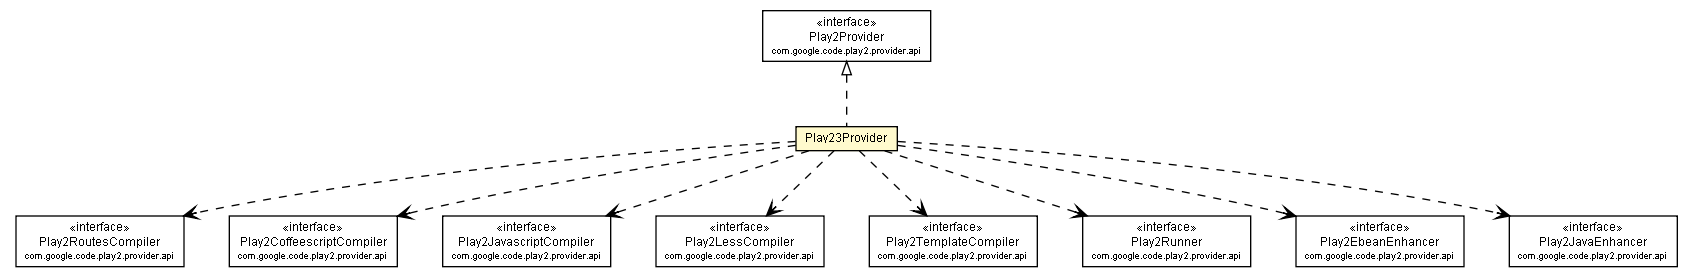 «interface»
Play2Provider
com.google.code.play2.provider.api
Play23Provider
«interface»
Play2RoutesCompiler
com.google.code.play2.provider.api
«interface»
Play2CoffeescriptCompiler
com.google.code.play2.provider.api
«interface»
Play2JavascriptCompiler
com.google.code.play2.provider.api
«interface»
Play2LessCompiler
com.google.code.play2.provider.api
«interface»
Play2TemplateCompiler
com.google.code.play2.provider.api
«interface»
Play2Runner
com.google.code.play2.provider.api
«interface»
Play2EbeanEnhancer
com.google.code.play2.provider.api
«interface»
Play2JavaEnhancer
com.google.code.play2.provider.api